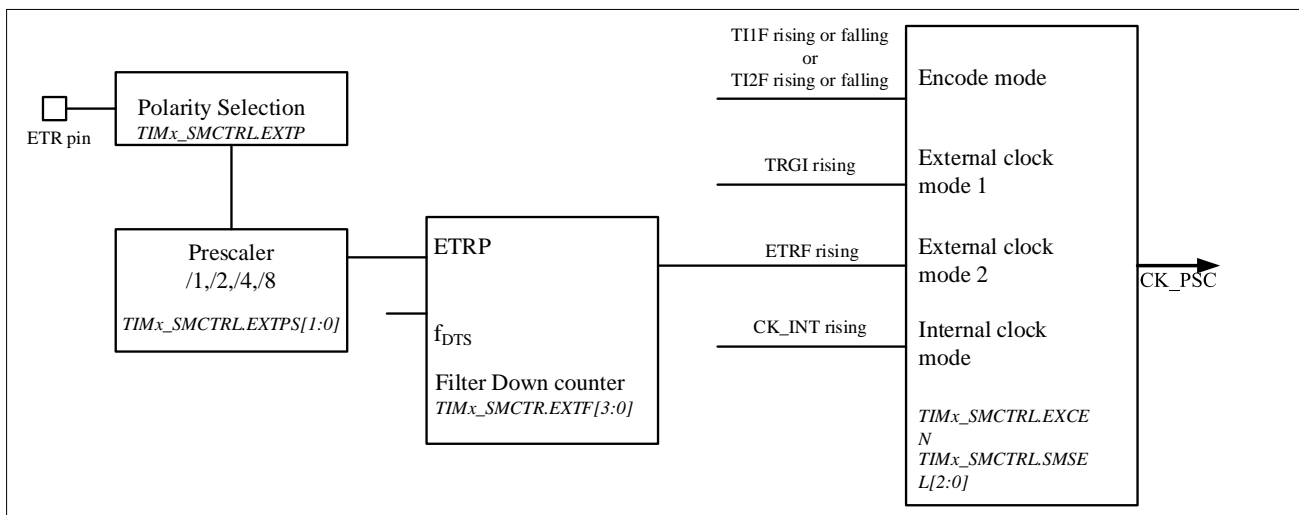 TI1F rising or falling
or
TI2F rising or falling
Encode mode
Polarity Selection
TIMx_SMCTRL.EXTP
ETR pin
TRGI rising
External clock
mode 1
Prescaler
/1,/2,/4,/8
TIMx_SMCTRL.EXTPS[1:0]
ETRP
fDTS
Filter Down counter
TIMx_SMCTR.EXTF[3:0]
ETRF rising
External clock
mode 2
CK_PSC
CK_INT rising
Internal clock
mode
TIMx_SMCTRL.EXCE
N
TIMx_SMCTRL.SMSE
L[2:0]